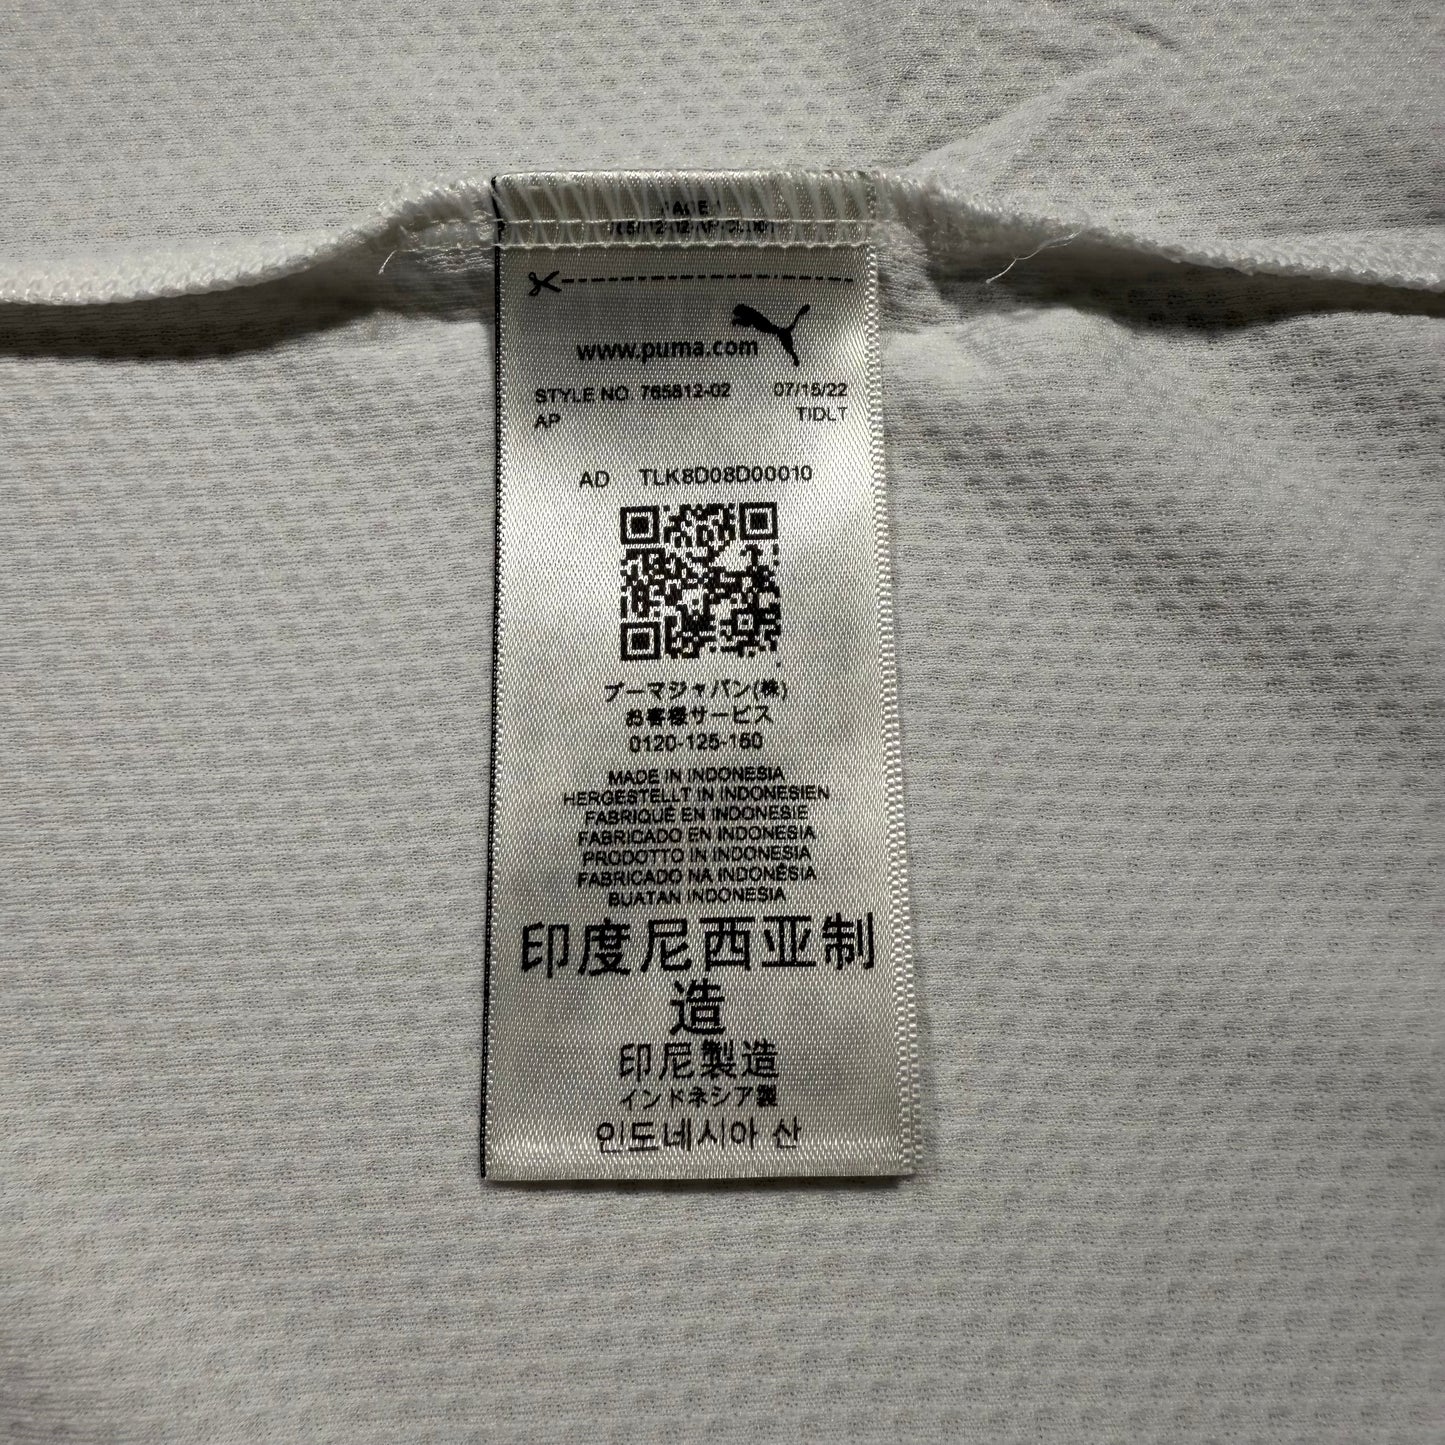 www.puma.com
STYLE NO. 765812-02 07/15/22
AP TIDLT
AD TLK8D08D00010
プーマジャパン(株)
お客様サービス
0120-125-150
MADE IN INDONESIA
HERGESTELLT IN INDONESIEN
FABRIQUÉ EN INDONESIE
FABRICADO EN INDONESIA
PRODOTTO IN INDONESIA
FABRICADO NA INDONÉSIA
BUATAN INDONESIA
印度尼西亚制
造
印尼製造
インドネシア製
인도네시아 산